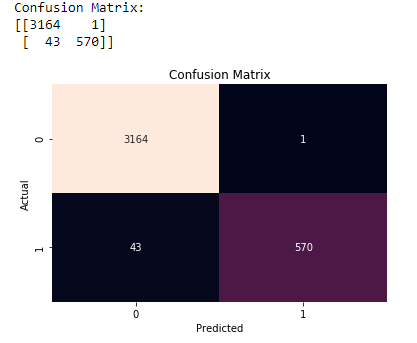 Confusion Matrix:
[[3164    1]
 [  43  570]]
Confusion Matrix
0
3164
1
Actual
1
43
570
0
1
Predicted